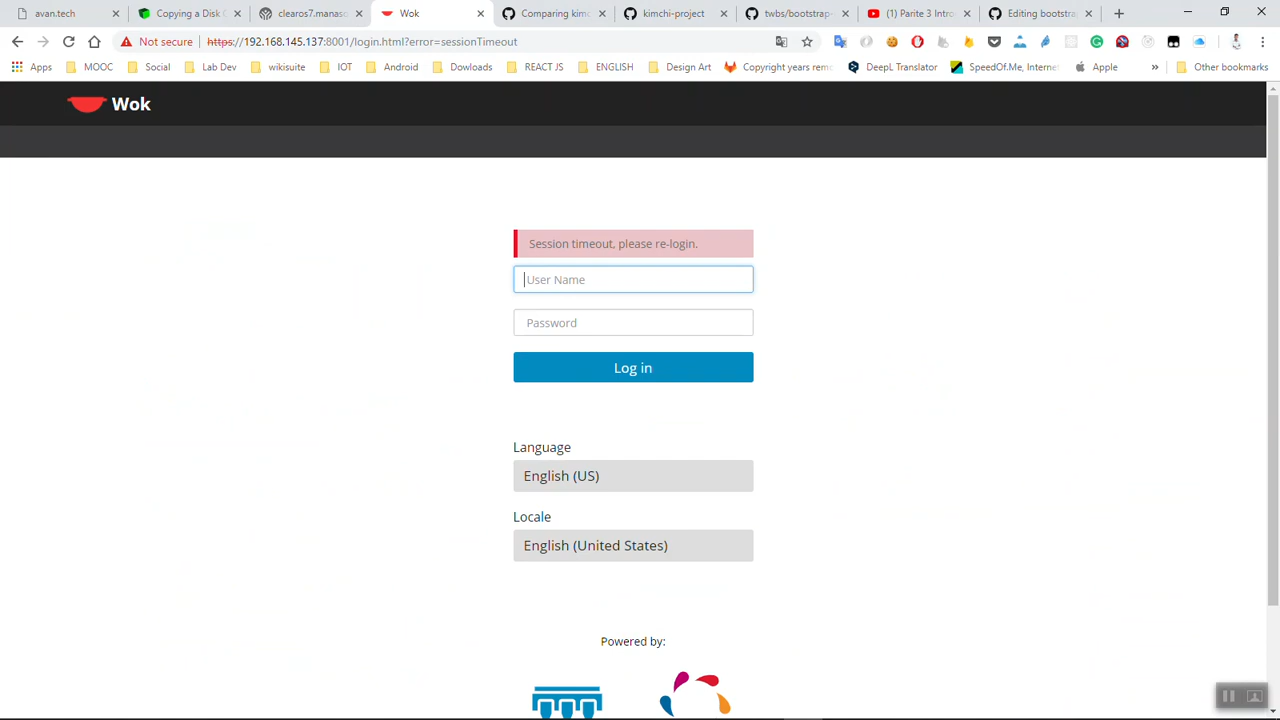 avan.tech
Copying a Disk
clearos7.manas
Wok
Comparing kimc
kimchi-project
twbs/bootstrap-
(1) Parite 3 Intro
Editing bootstra
Not secure
https://192.168.145.137:8001/login.html?error=sessionTimeout
Apps
MOOC
Social
Lab Dev
wikisuite
IOT
Android
Dowloads
REACT JS
ENGLISH
Design Art
Copyright years rem
DeepL Translator
SpeedOf.Me, Internet
Apple
»
Other bookmarks
Wok
Session timeout, please re-login.
User Name
Password
Log in
Language
English (US)
Locale
English (United States)
Powered by: